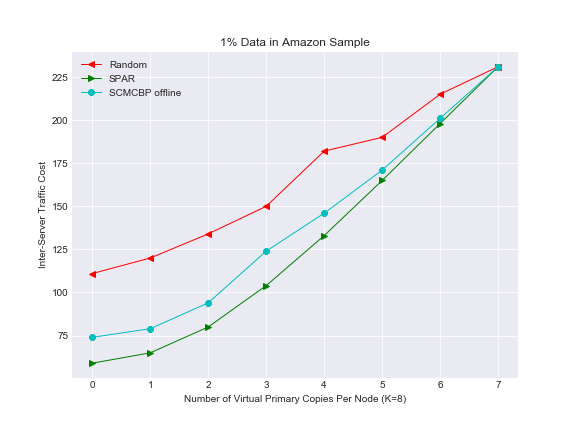 1% Data in Amazon Sample
Random
SPAR
SCMCBP offline
Inter-Server Traffic Cost
225
200
175
150
125
100
75
0 1 2 3 4 5 6 7
Number of Virtual Primary Copies Per Node (K=8)